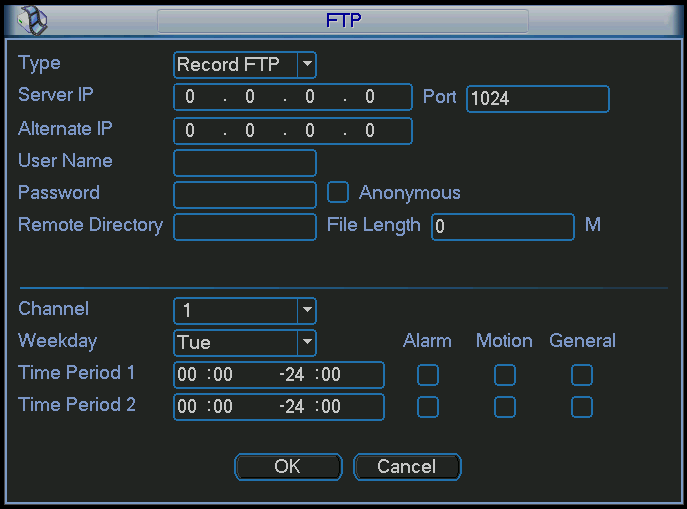 FTP
Type Record FTP
Server IP 0 . 0 . 0 . 0 Port 1024
Alternate IP 0 . 0 . 0 . 0
User Name
Password Anonymous
Remote Directory File Length 0 M
Channel 1
Weekday Tue Alarm Motion General
Time Period 1 00 :00 -24 :00
Time Period 2 00 :00 -24 :00
OK Cancel